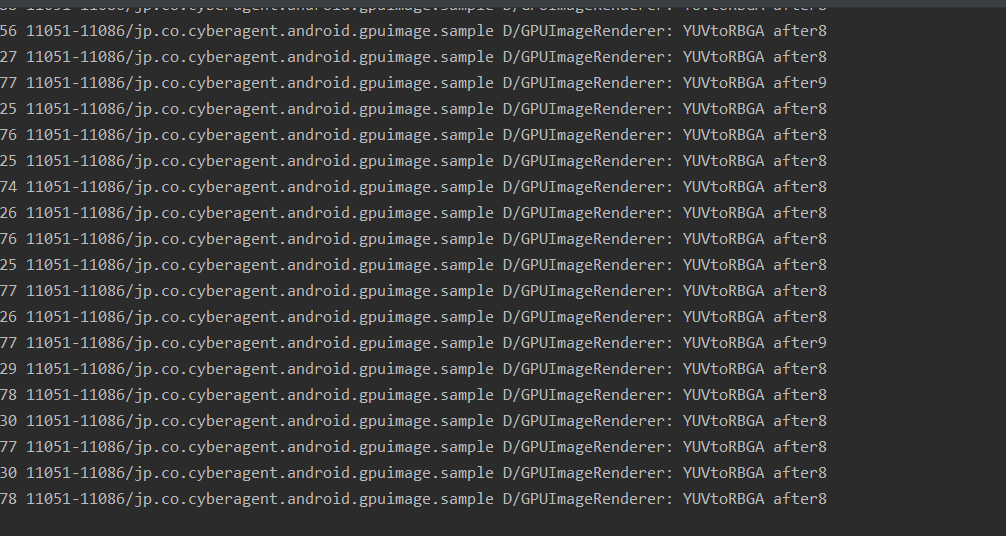 56 11051-11086/jp.co.cyberagent.android.gpuimage.sample D/GPUImageRenderer: YUVtoRBGA after8
27 11051-11086/jp.co.cyberagent.android.gpuimage.sample D/GPUImageRenderer: YUVtoRBGA after8
77 11051-11086/jp.co.cyberagent.android.gpuimage.sample D/GPUImageRenderer: YUVtoRBGA after9
25 11051-11086/jp.co.cyberagent.android.gpuimage.sample D/GPUImageRenderer: YUVtoRBGA after8
76 11051-11086/jp.co.cyberagent.android.gpuimage.sample D/GPUImageRenderer: YUVtoRBGA after8
25 11051-11086/jp.co.cyberagent.android.gpuimage.sample D/GPUImageRenderer: YUVtoRBGA after8
74 11051-11086/jp.co.cyberagent.android.gpuimage.sample D/GPUImageRenderer: YUVtoRBGA after8
26 11051-11086/jp.co.cyberagent.android.gpuimage.sample D/GPUImageRenderer: YUVtoRBGA after8
76 11051-11086/jp.co.cyberagent.android.gpuimage.sample D/GPUImageRenderer: YUVtoRBGA after8
25 11051-11086/jp.co.cyberagent.android.gpuimage.sample D/GPUImageRenderer: YUVtoRBGA after8
77 11051-11086/jp.co.cyberagent.android.gpuimage.sample D/GPUImageRenderer: YUVtoRBGA after8
26 11051-11086/jp.co.cyberagent.android.gpuimage.sample D/GPUImageRenderer: YUVtoRBGA after8
77 11051-11086/jp.co.cyberagent.android.gpuimage.sample D/GPUImageRenderer: YUVtoRBGA after9
29 11051-11086/jp.co.cyberagent.android.gpuimage.sample D/GPUImageRenderer: YUVtoRBGA after8
78 11051-11086/jp.co.cyberagent.android.gpuimage.sample D/GPUImageRenderer: YUVtoRBGA after8
30 11051-11086/jp.co.cyberagent.android.gpuimage.sample D/GPUImageRenderer: YUVtoRBGA after8
77 11051-11086/jp.co.cyberagent.android.gpuimage.sample D/GPUImageRenderer: YUVtoRBGA after8
30 11051-11086/jp.co.cyberagent.android.gpuimage.sample D/GPUImageRenderer: YUVtoRBGA after8
78 11051-11086/jp.co.cyberagent.android.gpuimage.sample D/GPUImageRenderer: YUVtoRBGA after8